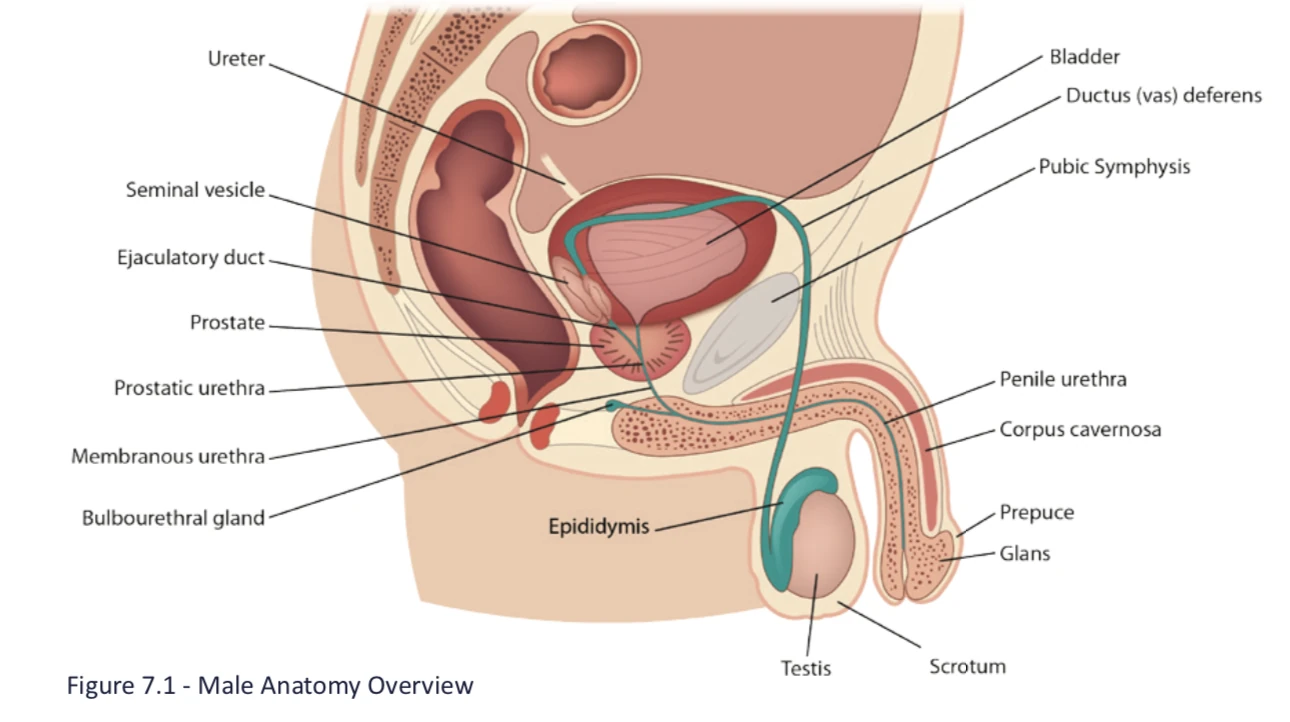 Ureter
Seminal vesicle
Ejaculatory duct
Prostate
Prostatic urethra
Membranous urethra
Bulbourethral gland
Bladder
Ductus (vas) deferens
Pubic Symphysis
Penile urethra
Corpus cavernosa
Prepuce
Glans
Epididymis
Testis
Scrotum
Figure 7.1 - Male Anatomy Overview